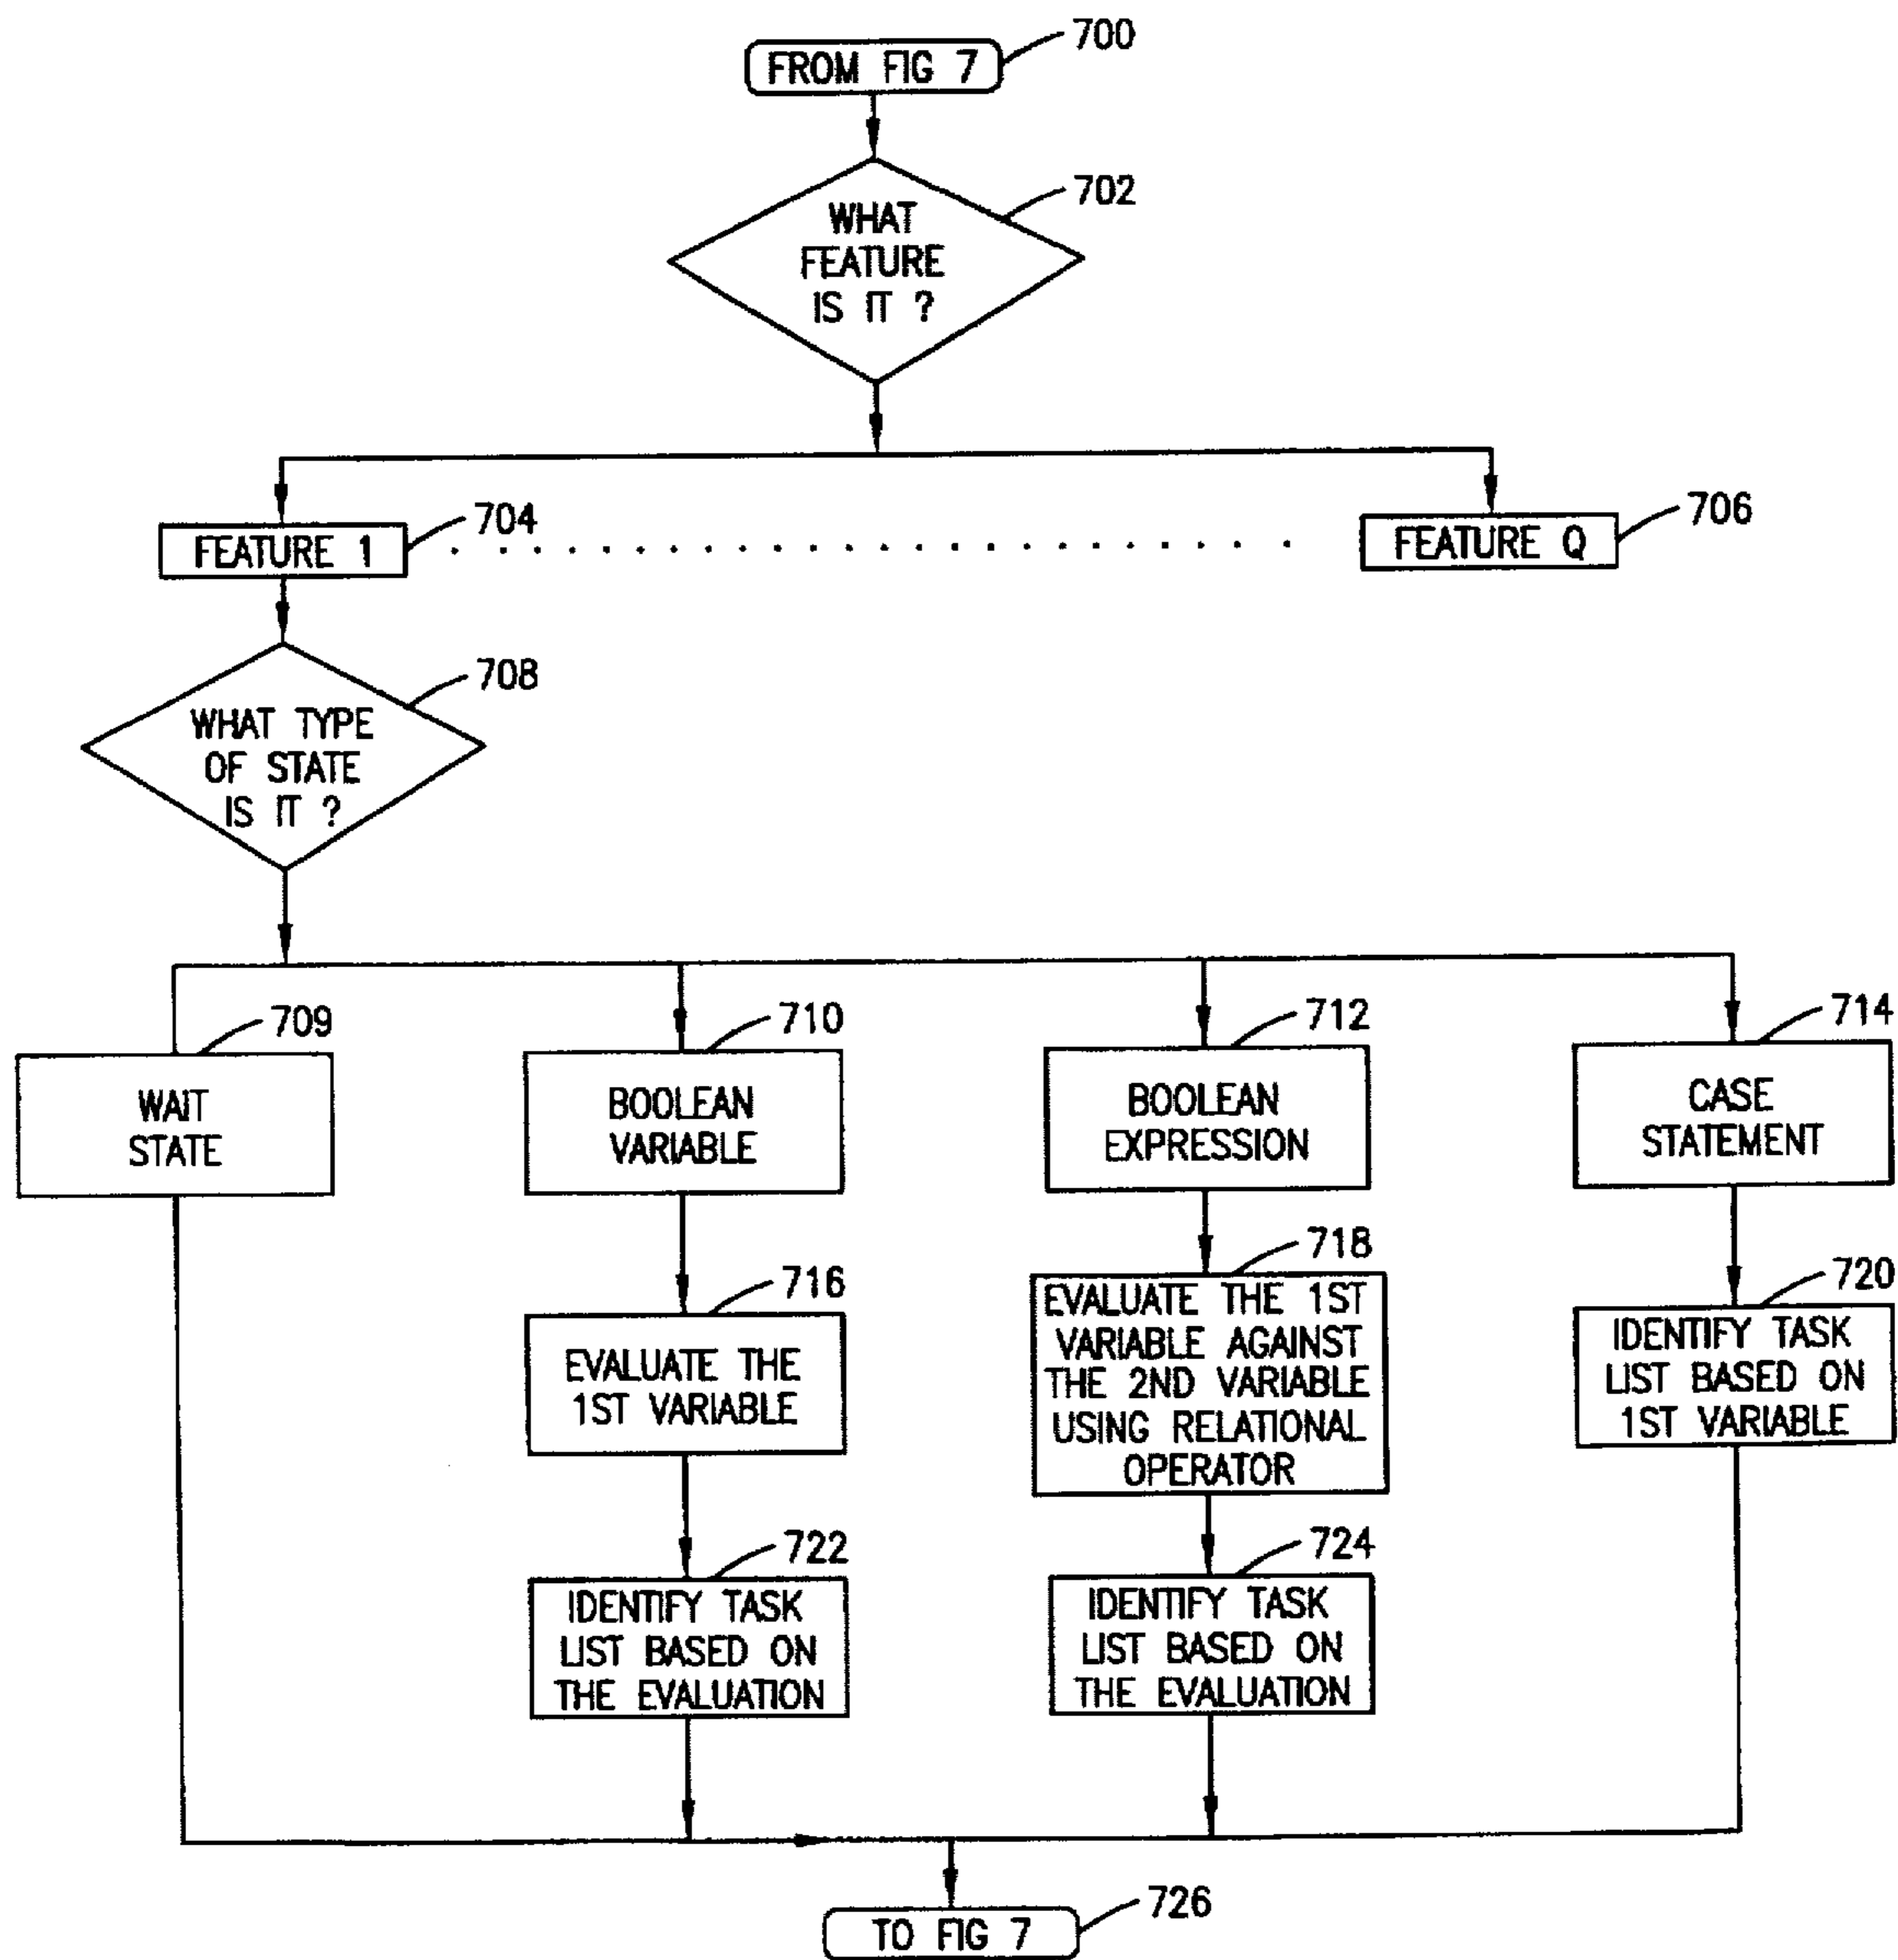 FROM FIG 7
700
WHAT
FEATURE
IS IT ?
702
FEATURE 1
704
FEATURE Q
706
WHAT TYPE
OF STATE
IS IT ?
708
709
710
712
714
WAIT
STATE
BOOLEAN
VARIABLE
BOOLEAN
EXPRESSION
CASE
STATEMENT
716
EVALUATE THE
1ST VARIABLE
718
EVALUATE THE 1ST
VARIABLE AGAINST
THE 2ND VARIABLE
USING RELATIONAL
OPERATOR
720
IDENTIFY TASK
LIST BASED ON
1ST VARIABLE
722
IDENTIFY TASK
LIST BASED ON
THE EVALUATION
724
IDENTIFY TASK
LIST BASED ON
THE EVALUATION
TO FIG 7
726